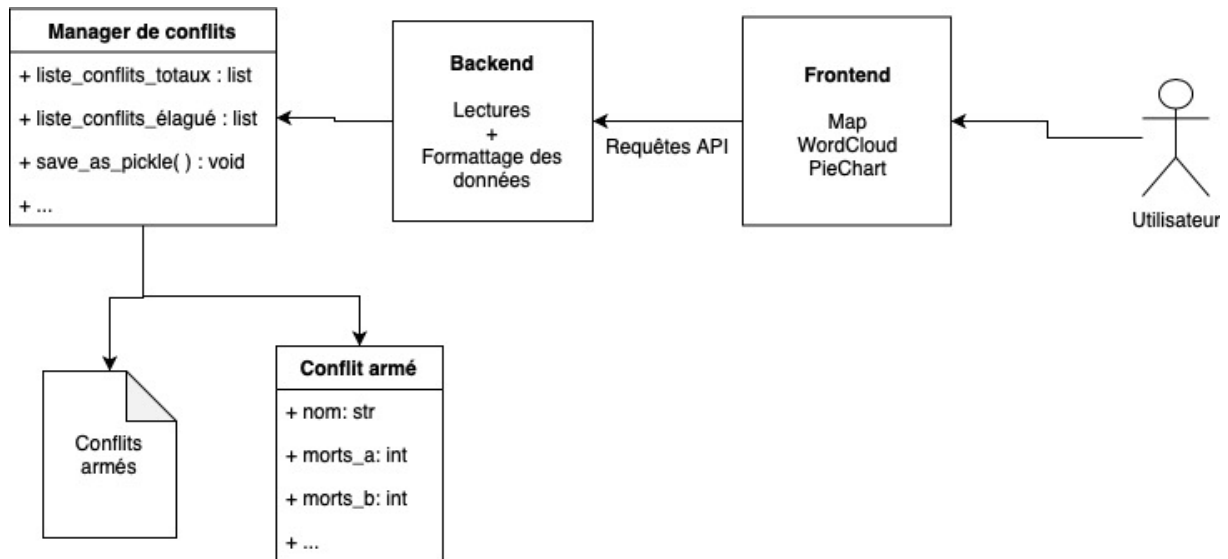 Manager de conflits
+ liste_conflits_totaux : list
+ liste_conflits_élagué : list
+ save_as_pickle( ) : void
+ ...
Backend
Lectures
+
Formattage des
données
Requêtes API
Frontend
Map
WordCloud
PieChart
Utilisateur
Conflits
armés
Conflit armé
+ nom: str
+ morts_a: int
+ morts_b: int
+ ...